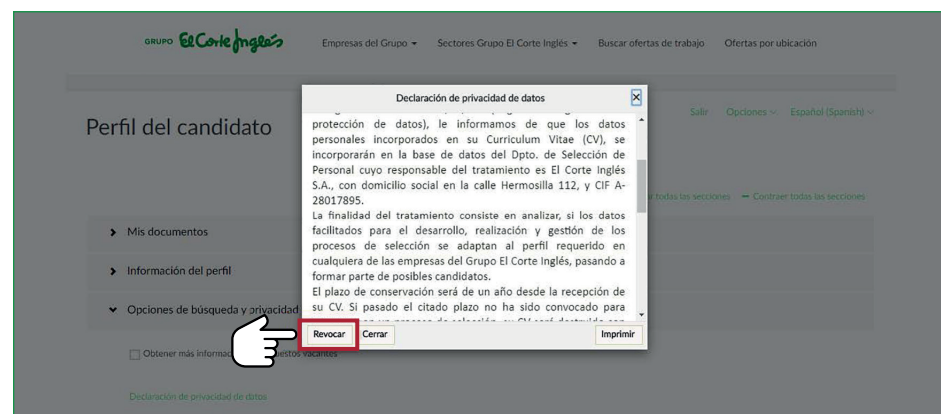 GRUPO El Corte Inglés
Empresas del Grupo
Sectores Grupo El Corte Inglés
Buscar ofertas de trabajo
Ofertas por ubicación
Perfil del candidato
Salir
Opciones
Español (Spanish)
todas las secciones
Contraer todas las secciones
Mis documentos
Información del perfil
Opciones de búsqueda y privacidad
Obtener más
vacantes
Declaración de privacidad de datos
Declaración de privacidad de datos
protección de datos), le informamos de que los datos
personales incorporados en su Curriculum Vitae (CV), se
incorporarán en la base de datos del Dpto. de Selección de
Personal cuyo responsable del tratamiento es El Corte Inglés
S.A., con domicilio social en la calle Hermosilla 112, y CIF A-
28017895.
La finalidad del tratamiento consiste en analizar, si los datos
facilitados para el desarrollo, realización y gestión de los
procesos de selección se adaptan al perfil requerido en
cualquiera de las empresas del Grupo El Corte Inglés, pasando a
formar parte de posibles candidatos.
El plazo de conservación será de un año desde la recepción de
su CV. Si pasado el citado plazo no ha sido convocado para
Revocar
Cerrar
Imprimir